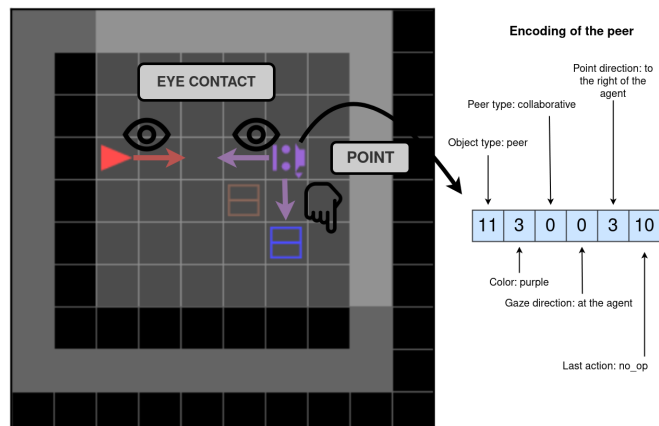 Encoding of the peer
Point direction: to
the right of the
agent
EYE CONTACT
Peer type: collaborative
Object type: peer
POINT
11 3 0 0 3 10
Color: purple
Gaze direction: at the agent
Last action: no_op